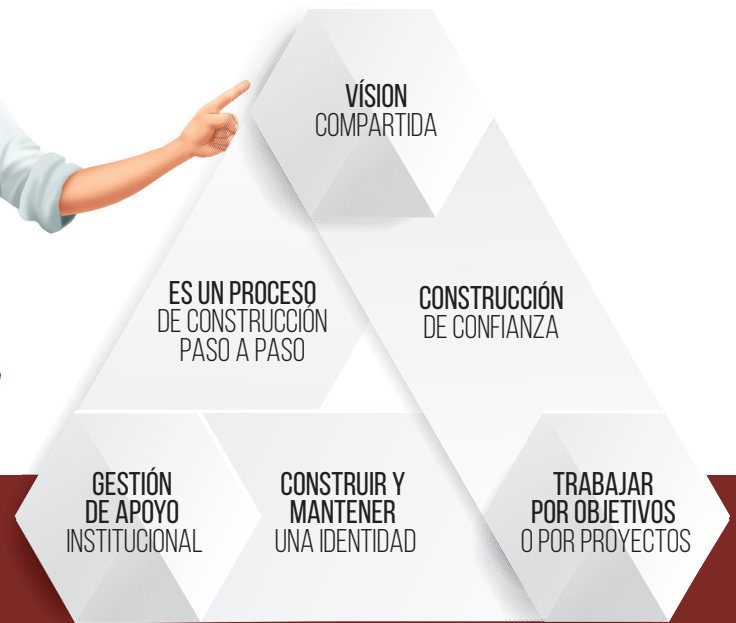 VÍSION
COMPARTIDA
ES UN PROCESO
DE CONSTRUCCIÓN
PASO A PASO
CONSTRUCCIÓN
DE CONFIANZA
GESTIÓN
DE APOYO
INSTITUCIONAL
CONSTRUIR Y
MANTENER
UNA IDENTIDAD
TRABAJAR
POR OBJETIVOS
O POR PROYECTOS